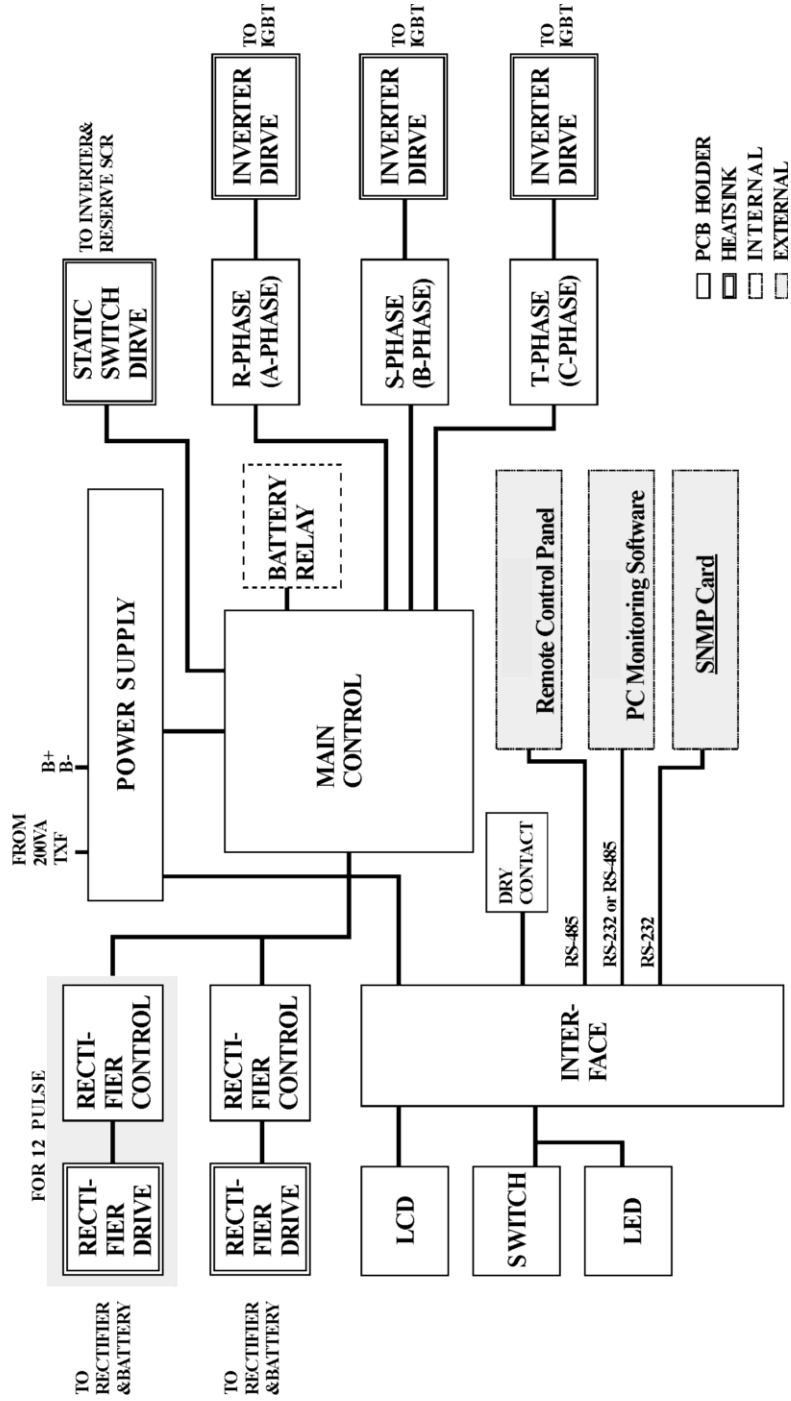 FROM
200VA
TXF
B+
B-
POWER SUPPLY
STATIC
SWITCH
DIRVE
TO INVERTER&
RESERVE SCR
FOR 12 PULSE
TO
RECTIFIER
&BATTERY
RECTI-
FIER
DRIVE
RECTI-
FIER
CONTROL
TO
RECTIFIER
&BATTERY
RECTI-
FIER
DRIVE
RECTI-
FIER
CONTROL
MAIN
CONTROL
BATTERY
RELAY
R-PHASE
(A-PHASE)
INVERTER
DIRVE
TO
IGBT
S-PHASE
(B-PHASE)
INVERTER
DIRVE
TO
IGBT
T-PHASE
(C-PHASE)
INVERTER
DIRVE
TO
IGBT
LCD
SWITCH
LED
INTER-
FACE
DRY
CONTACT
RS-485
RS-232 or RS-485
RS-232
Remote Control Panel
PC Monitoring Software
SNMP Card
PCB HOLDER
HEATSINK
INTERNAL
EXTERNAL